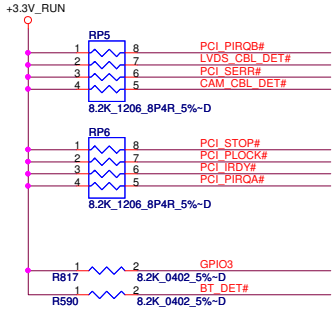 +3.3V_RUN
RP5
1 8 PCI_PIRQB#
2 7 LVDS_CBL_DET#
3 6 PCI_SERR#
4 5 CAM_CBL_DET#
8.2K_1206_8P4R_5%~D
RP6
1 8 PCI_STOP#
2 7 PCI_PLOCK#
3 6 PCI_IRDY#
4 5 PCI_PIRQA#
8.2K_1206_8P4R_5%~D
1 2 GPIO3
R817 8.2K_0402_5%~D
1 2 BT_DET#
R590 8.2K_0402_5%~D